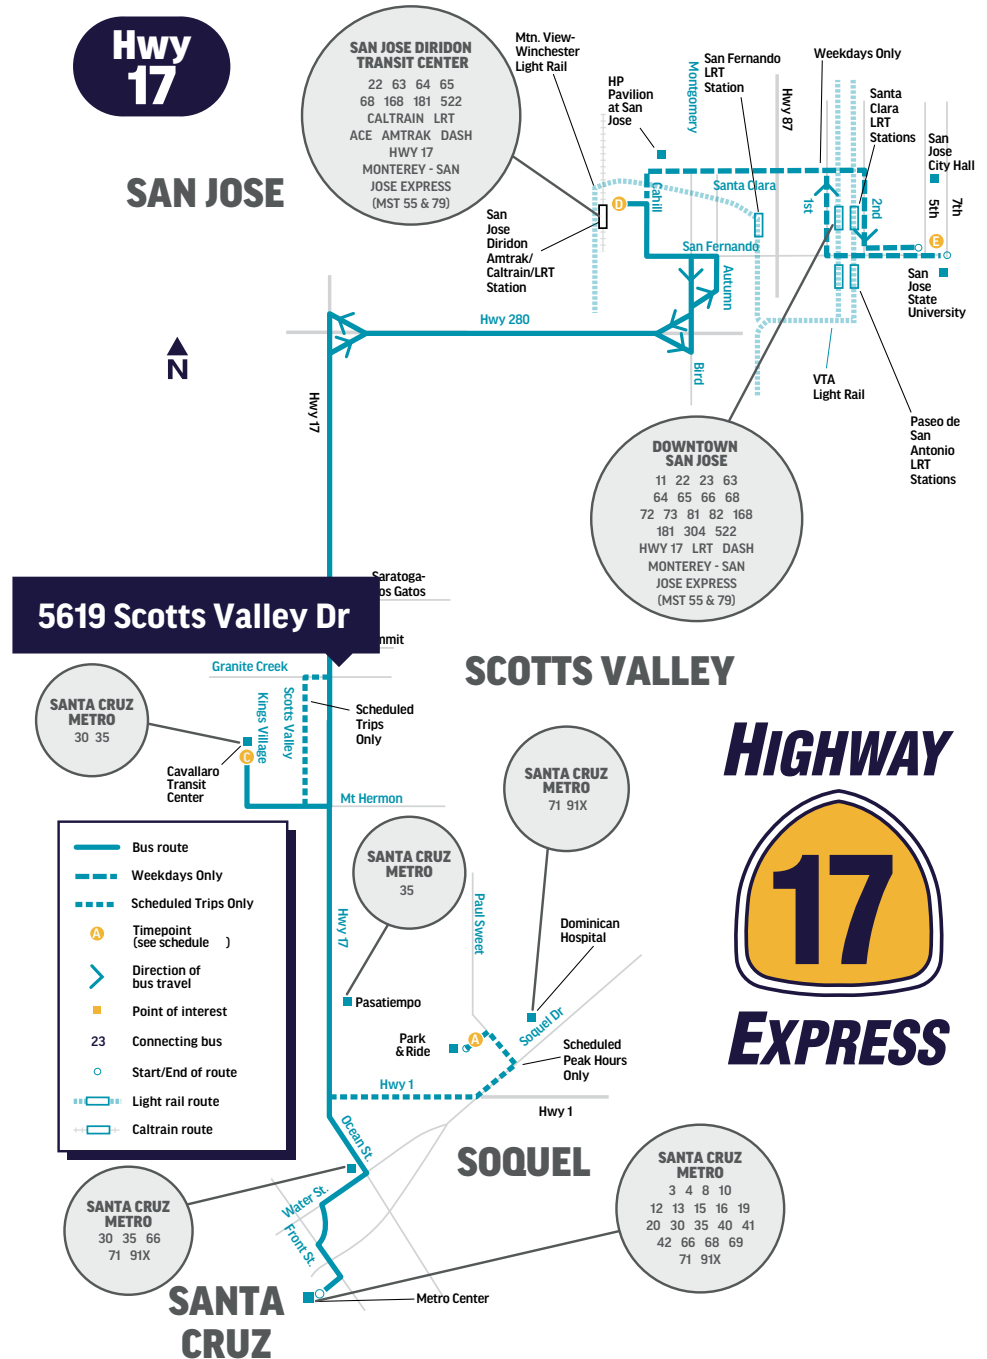 Hwy
17
SAN JOSE DIRIDON
TRANSIT CENTER
22 63 64 65
68 168 181 522
CALTRAIN LRT
ACE AMTRAK DASH
HWY 17
MONTEREY - SAN
JOSE EXPRESS
(MST 55 & 79)
Mtn. View-
Winchester
Light Rail
HP
Pavilion
at San
Jose
Montgomery
San Fernando
LRT
Station
Hwy 87
Weekdays Only
Santa
Clara
LRT
Stations
San
Jose
City Hall
SAN JOSE
Cahill
Santa Clara
1st
2nd
5th
7th
D
E
San
Jose
Diridon
Amtrak/
Caltrain/LRT
Station
San Fernando
Autumn
San
Jose
State
University
Hwy 280
N
Bird
VTA
Light Rail
Hwy 17
Paseo de
San
Antonio
LRT
Stations
DOWNTOWN
SAN JOSE
11 22 23 63
64 65 66 68
72 73 81 82 168
181 304 522
HWY 17 LRT DASH
MONTEREY - SAN
JOSE EXPRESS
(MST 55 & 79)
Saratoga-
os Gatos
5619 Scotts Valley Dr
mmit
SCOTTS VALLEY
Granite Creek
SANTA CRUZ
METRO
30 35
Kings Village
Scotts Valley
Scheduled
Trips
Only
C
Cavallaro
Transit
Center
Mt Hermon
SANTA CRUZ
METRO
71 91X
HIGHWAY
17
EXPRESS
Bus route
Weekdays Only
Scheduled Trips Only
A
Timepoint
(see schedule )
Direction of
bus travel
Point of interest
23
Connecting bus
Start/End of route
Light rail route
Caltrain route
SANTA CRUZ
METRO
35
Hwy 17
Paul Sweet
Dominican
Hospital
Pasatiempo
Park
& Ride
A
Soquel Dr
Scheduled
Peak Hours
Only
Hwy 1
Hwy 1
Ocean St.
SOQUEL
SANTA CRUZ
METRO
30 35 66
71 91X
Water St.
Front St.
SANTA CRUZ
METRO
3 4 8 10
12 13 15 16 19
20 30 35 40 41
42 66 68 69
71 91X
Metro Center
SANTA
CRUZ